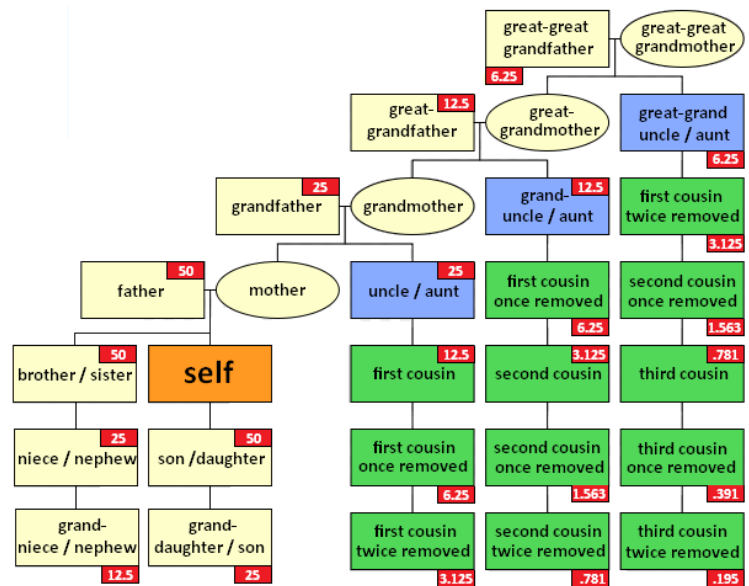 great-great
grandfather
6.25
great-great
grandmother
great-
grandfather
12.5
great-
grandmother
great-grand
uncle / aunt
6.25
grandfather
25
grandmother
grand-
uncle / aunt
12.5
first cousin
twice removed
3.125
father
50
mother
uncle / aunt
25
first cousin
once removed
6.25
second cousin
once removed
1.563
brother / sister
50
self
first cousin
12.5
second cousin
3.125
third cousin
.781
niece / nephew
25
son /daughter
50
first cousin
once removed
6.25
second cousin
once removed
1.563
third cousin
once removed
.391
grand-
niece / nephew
12.5
grand-
daughter / son
25
first cousin
twice removed
3.125
second cousin
twice removed
.781
third cousin
twice removed
.195